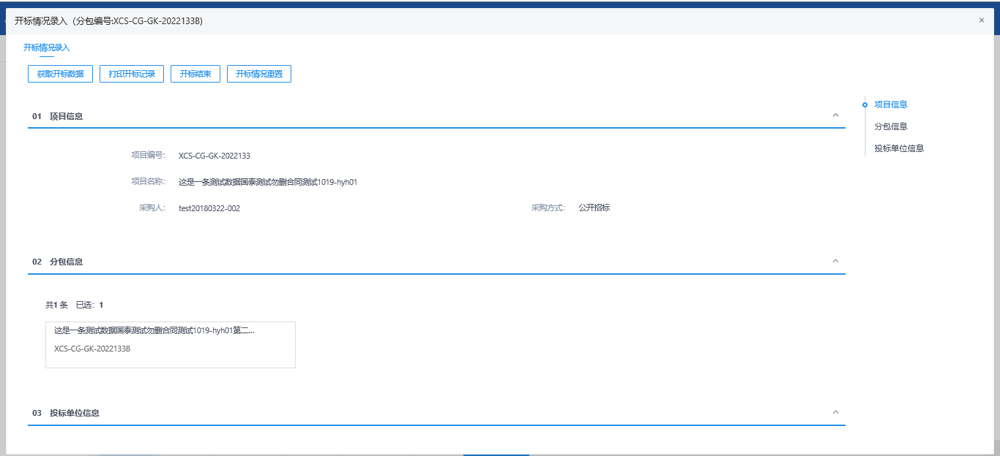 开标情况录入（分包编号:XCS-CG-GK-2022133B)
×
开标情况录入
获取开标数据 打印开标记录 开标结束 开标情况重置
01 项目信息
项目信息
分包信息
投标单位信息
项目编号: XCS-CG-GK-2022133
项目名称: 这是一条测试数据国泰测试勿删合同测试1019-hyh01
采购人: test20180322-002 采购方式: 公开招标
02 分包信息
共1 条 已选: 1
这是一条测试数据国泰测试勿删合同测试1019-hyh01第二...
XCS-CG-GK-2022133B
03 投标单位信息